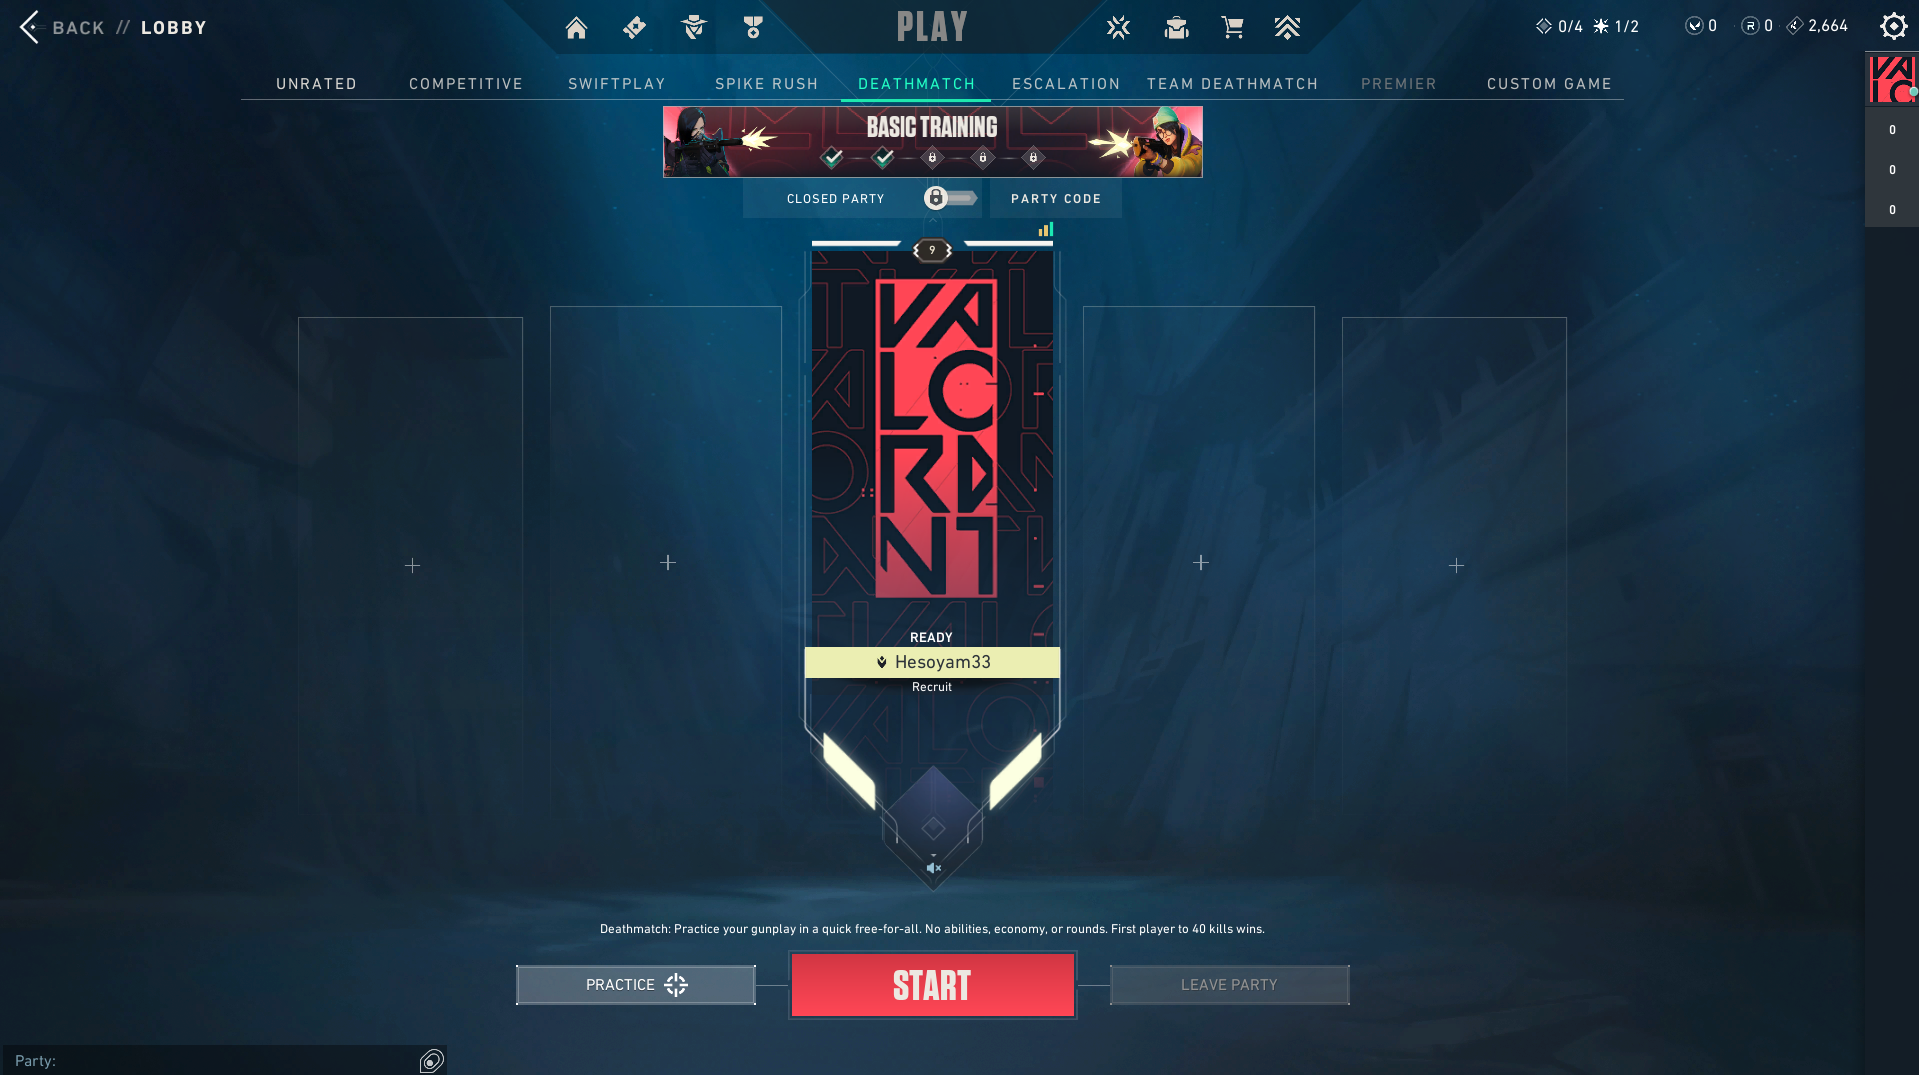 BACK // LOBBY
PLAY
0/4 1/2 0 R 0 2,664
UNRATED COMPETITIVE SWIFTPLAY SPIKE RUSH DEATHMATCH ESCALATION TEAM DEATHMATCH PREMIER CUSTOM GAME
BASIC TRAINING
CLOSED PARTY PARTY CODE
0
0
0
9
VALORANT
READY
Hesoyam33
Recruit
Deathmatch: Practice your gunplay in a quick free-for-all. No abilities, economy, or rounds. First player to 40 kills wins.
PRACTICE START LEAVE PARTY
Party: